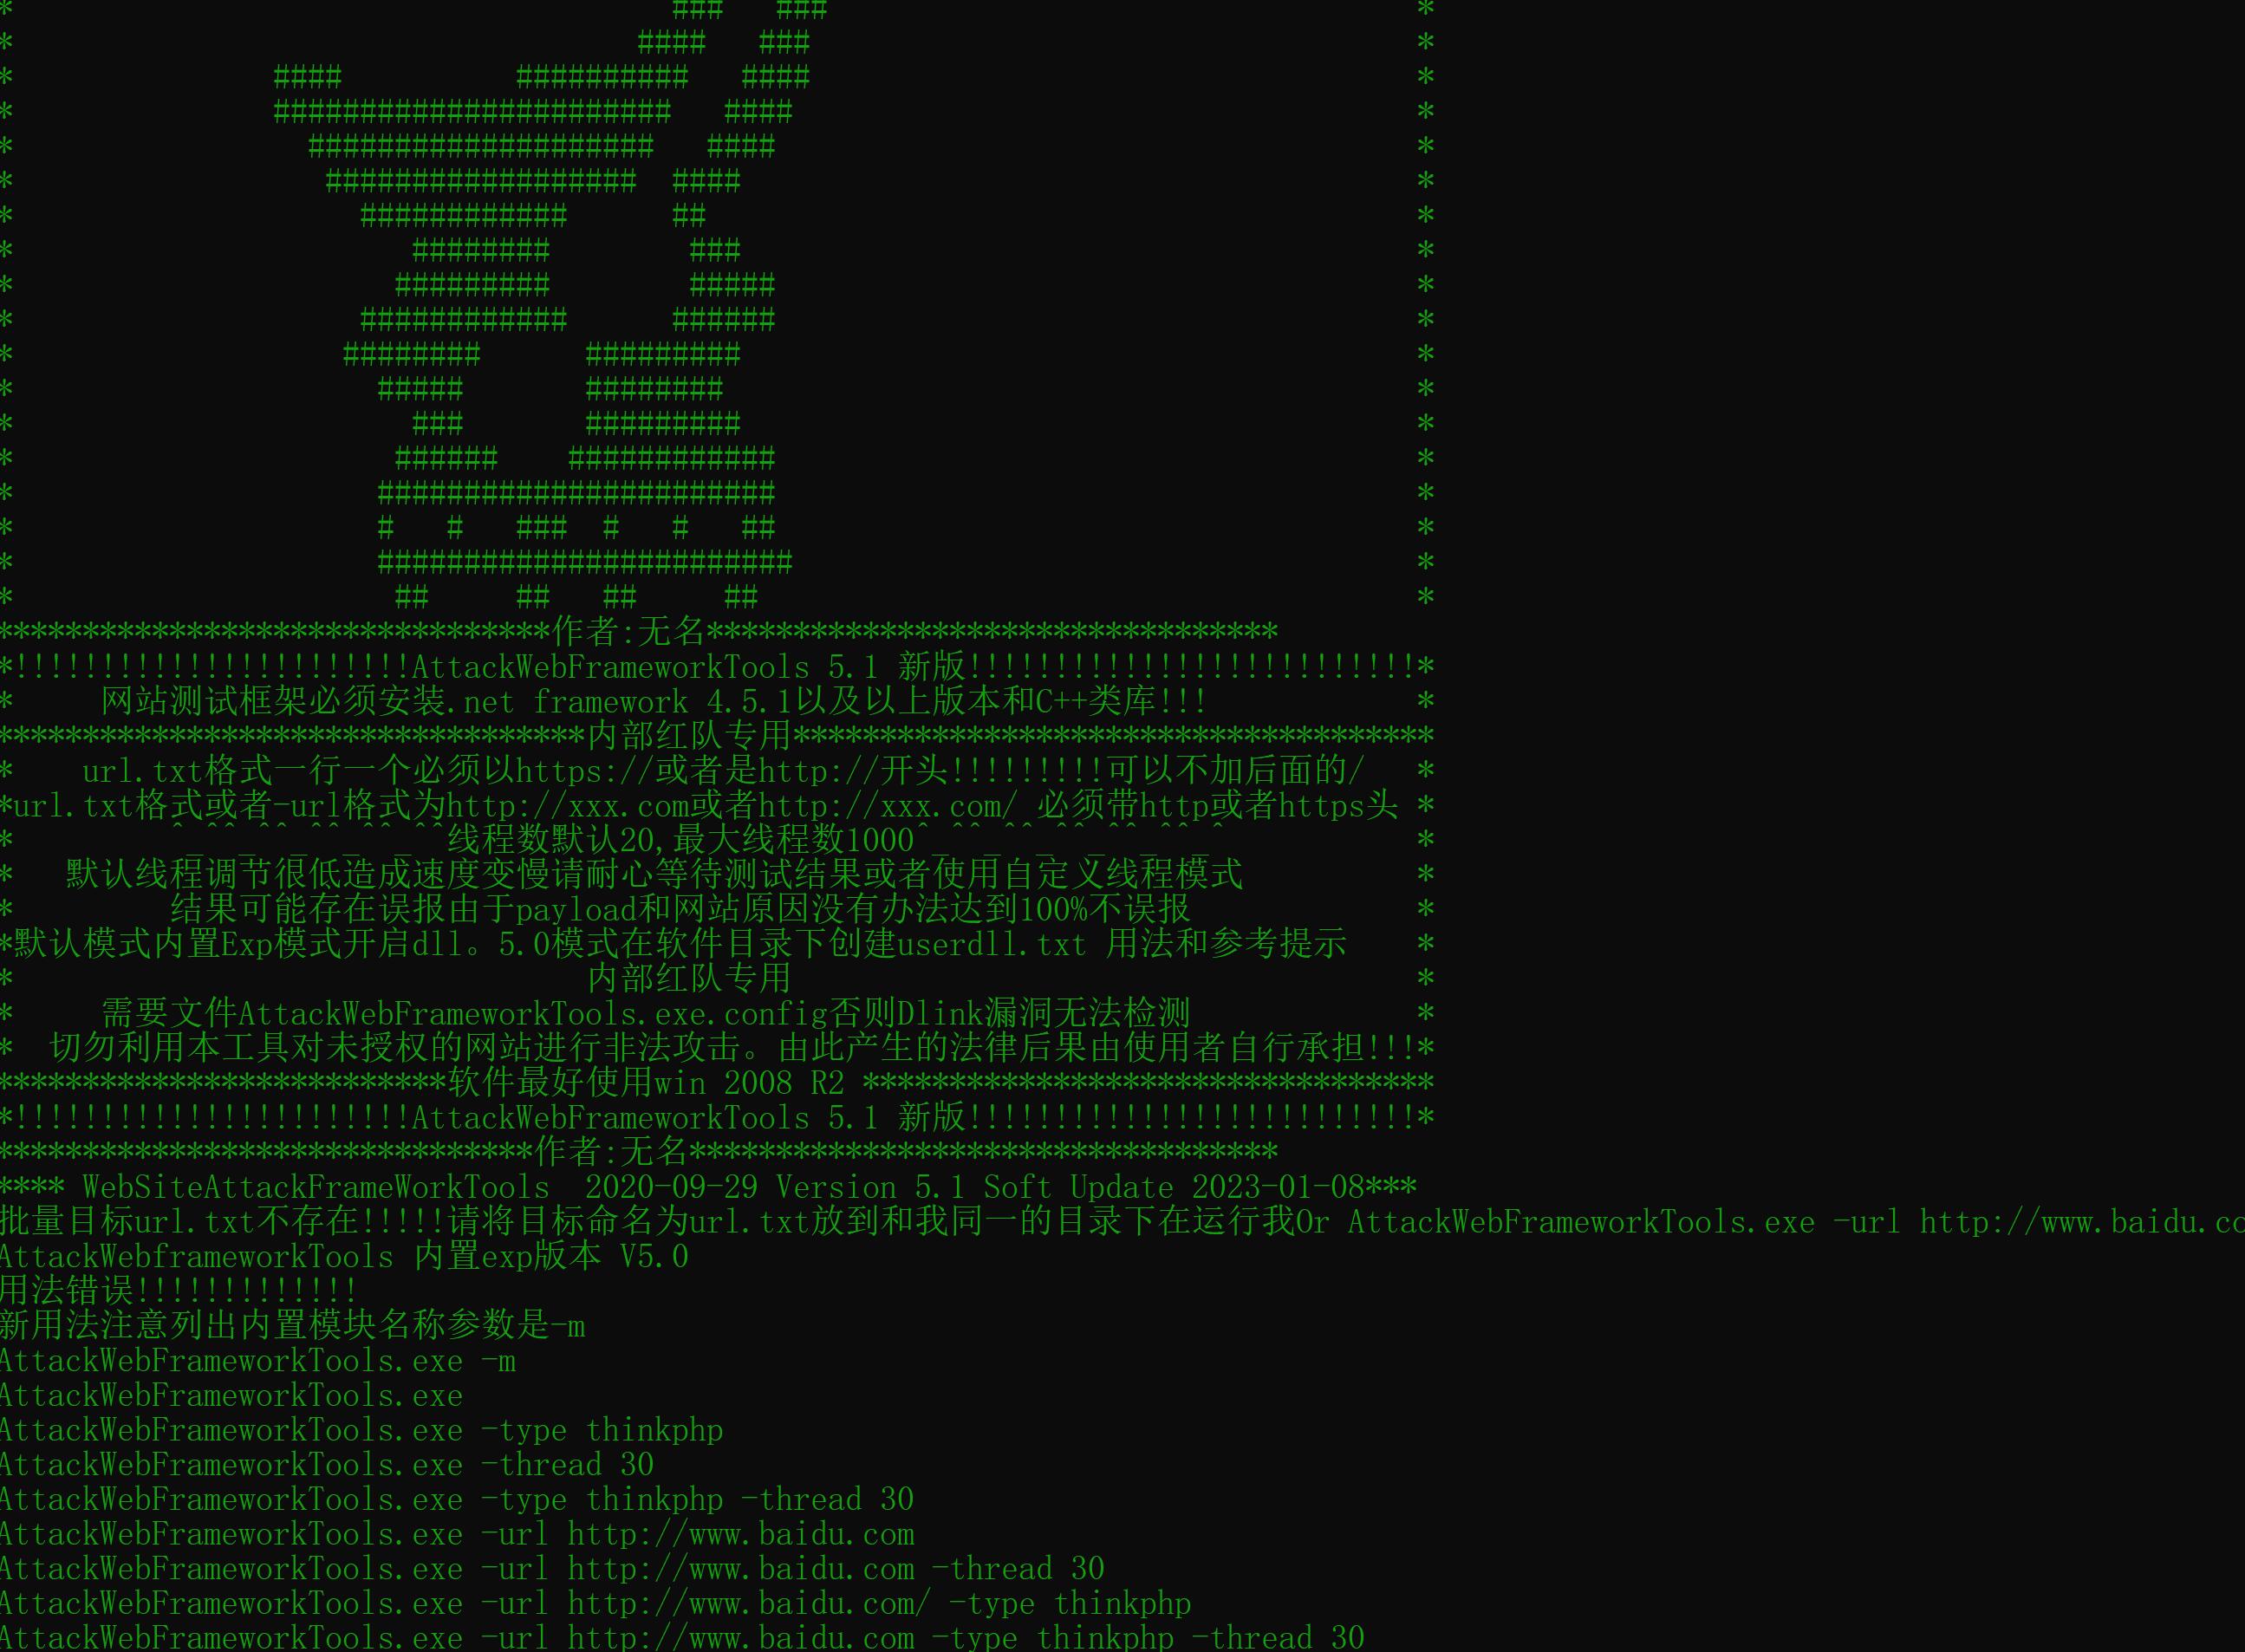 * ### ### *
* #### ### *
* #### ########## #### *
* ####################### #### *
* #################### #### *
* ################## #### *
* ############ ## *
* ######## ### *
* ######### ##### *
* ############ ###### *
* ######## ######### *
* ##### ######## *
* ### ######### *
* ###### ############ *
* ####################### *
* # # ### # # ## *
* ######################## *
* ## ## ## ## *
********************************作者:无名*********************************
*!!!!!!!!!!!!!!!!!!!!!!!AttackWebFrameworkTools 5.1 新版!!!!!!!!!!!!!!!!!!!!!!!!!!*
* 网站测试框架必须安装.net framework 4.5.1以及以上版本和C++类库!!! *
**********************************内部红队专用*************************************
* url.txt格式一行一个必须以https://或者是http://开头!!!!!!!!!可以不加后面的/ *
*url.txt格式或者-url格式为http://xxx.com或者http://xxx.com/ 必须带http或者https头 *
* ^_^^_^^_^^_^^_^^线程数默认20,最大线程数1000^_^^_^^_^^_^^_^^_^ *
* 默认线程调节很低造成速度变慢请耐心等待测试结果或者使用自定义线程模式 *
* 结果可能存在误报由于payload和网站原因没有办法达到100%不误报 *
*默认模式内置Exp模式开启dll。5.0模式在软件目录下创建userdll.txt 用法和参考提示 *
* 内部红队专用 *
* 需要文件AttackWebFrameworkTools.exe.config否则Dlink漏洞无法检测 *
* 切勿利用本工具对未授权的网站进行非法攻击。由此产生的法律后果由使用者自行承担!!!*
**************************软件最好使用win 2008 R2 *********************************
*!!!!!!!!!!!!!!!!!!!!!!!AttackWebFrameworkTools 5.1 新版!!!!!!!!!!!!!!!!!!!!!!!!!!*
*******************************作者:无名**********************************
**** WebSiteAttackFrameWorkTools 2020-09-29 Version 5.1 Soft Update 2023-01-08***
批量目标url.txt不存在!!!!!请将目标命名为url.txt放到和我同一的目录下在运行我Or AttackWebFrameworkTools.exe -url http://www.baidu.co
AttackWebframeworkTools 内置exp版本 V5.0
用法错误!!!!!!!!!!!!!
新用法注意列出内置模块名称参数是-m
AttackWebFrameworkTools.exe -m
AttackWebFrameworkTools.exe
AttackWebFrameworkTools.exe -type thinkphp
AttackWebFrameworkTools.exe -thread 30
AttackWebFrameworkTools.exe -type thinkphp -thread 30
AttackWebFrameworkTools.exe -url http://www.baidu.com
AttackWebFrameworkTools.exe -url http://www.baidu.com -thread 30
AttackWebFrameworkTools.exe -url http://www.baidu.com/ -type thinkphp
AttackWebFrameworkTools.exe -url http://www.baidu.com -type thinkphp -thread 30